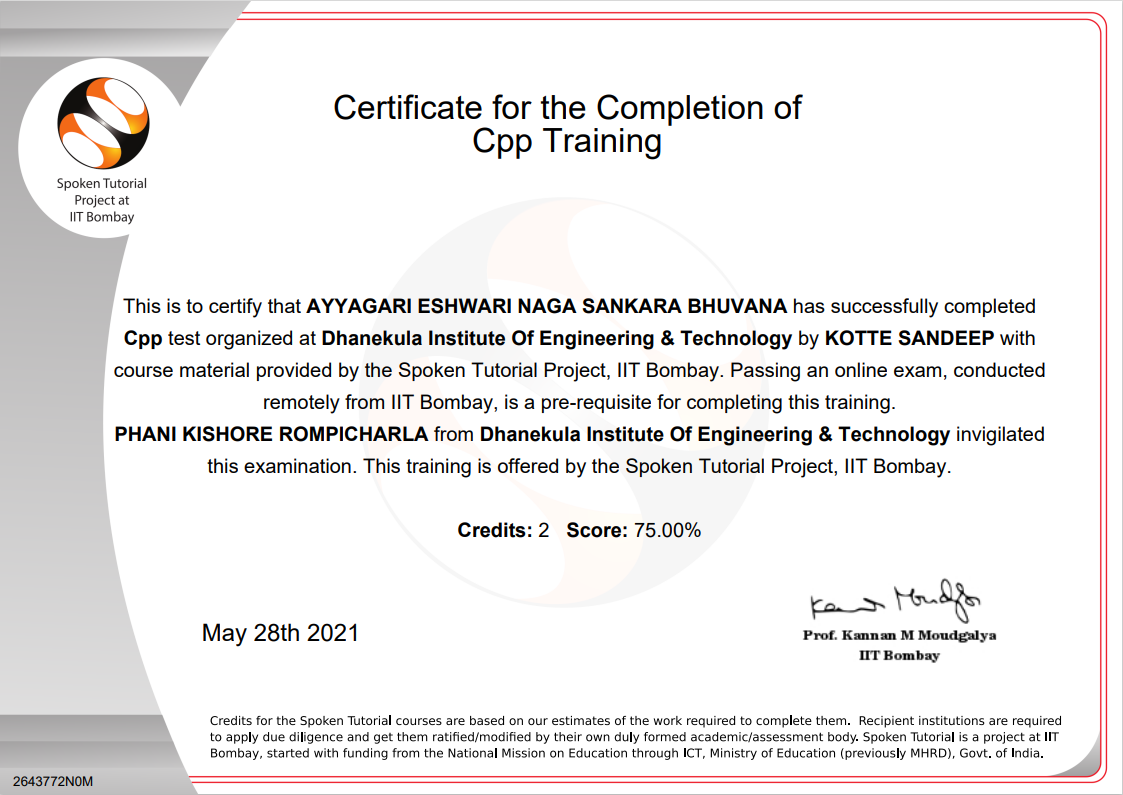 Spoken Tutorial
Project at
IIT Bombay
Certificate for the Completion of
Cpp Training
This is to certify that AYYAGARI ESHWARI NAGA SANKARA BHUVANA has successfully completed
Cpp test organized at Dhanekula Institute Of Engineering & Technology by KOTTE SANDEEP with
course material provided by the Spoken Tutorial Project, IIT Bombay. Passing an online exam, conducted
remotely from IIT Bombay, is a pre-requisite for completing this training.
PHANI KISHORE ROMPICHARLA from Dhanekula Institute Of Engineering & Technology invigilated
this examination. This training is offered by the Spoken Tutorial Project, IIT Bombay.
Credits: 2 Score: 75.00%
May 28th 2021
Prof. Kannan M Moudgalya
IIT Bombay
Credits for the Spoken Tutorial courses are based on our estimates of the work required to complete them. Recipient institutions are required
to apply due diligence and get them ratified/modified by their own duly formed academic/assessment body. Spoken Tutorial is a project at IIT
Bombay, started with funding from the National Mission on Education through ICT, Ministry of Education (previously MHRD), Govt. of India.
2643772N0M